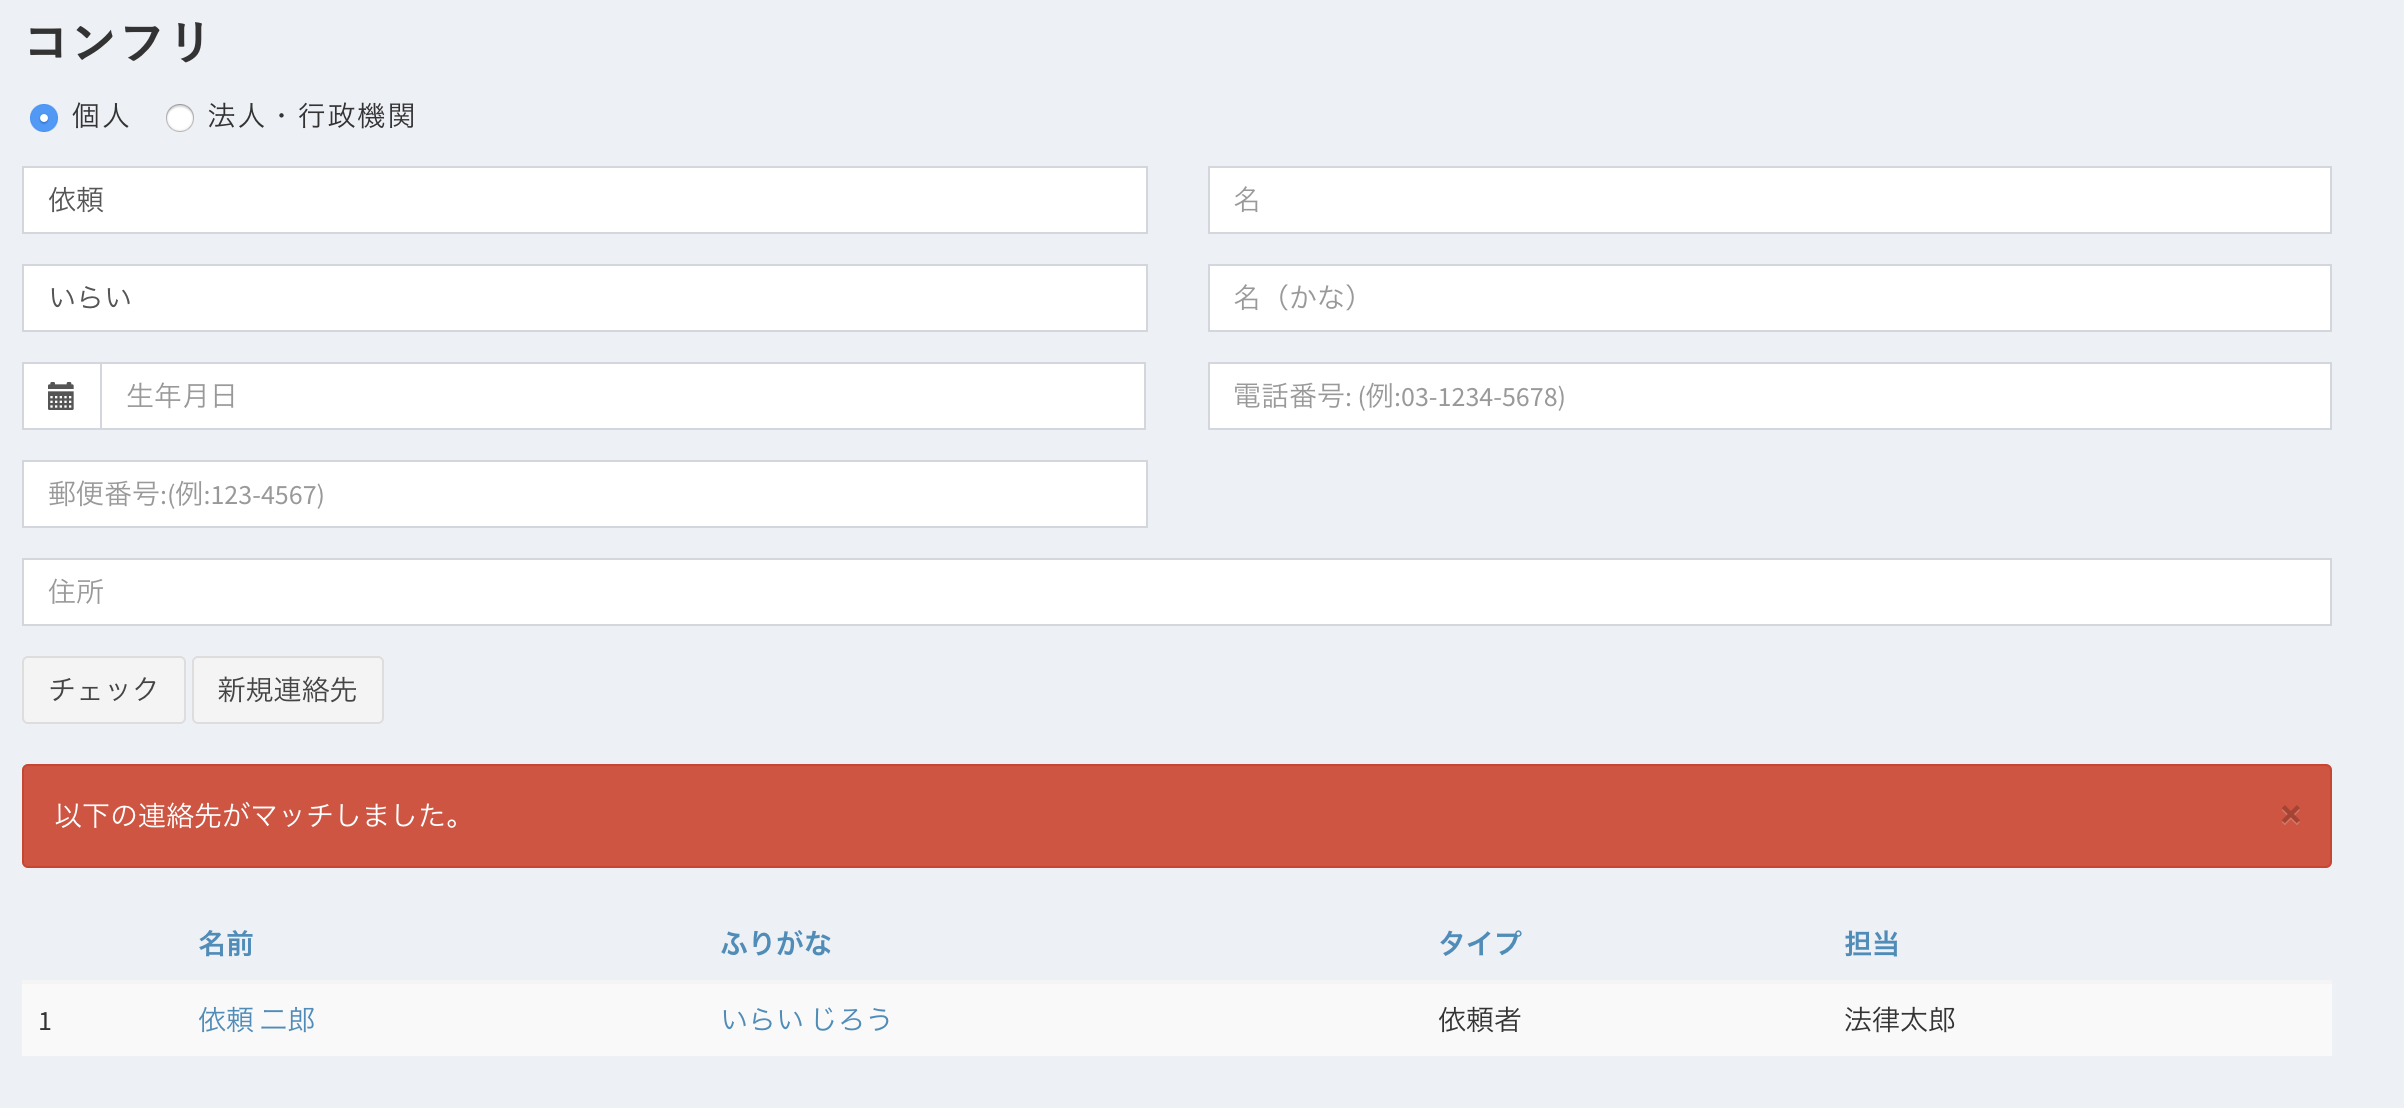 コンフリ
個人 法人・行政機関
依頼 名
いらい 名（かな）
生年月日 電話番号: (例:03-1234-5678)
郵便番号:(例:123-4567)
住所
チェック 新規連絡先
以下の連絡先がマッチしました。 ×
名前 ふりがな タイプ 担当
1 依頼 二郎 いらい じろう 依頼者 法律太郎